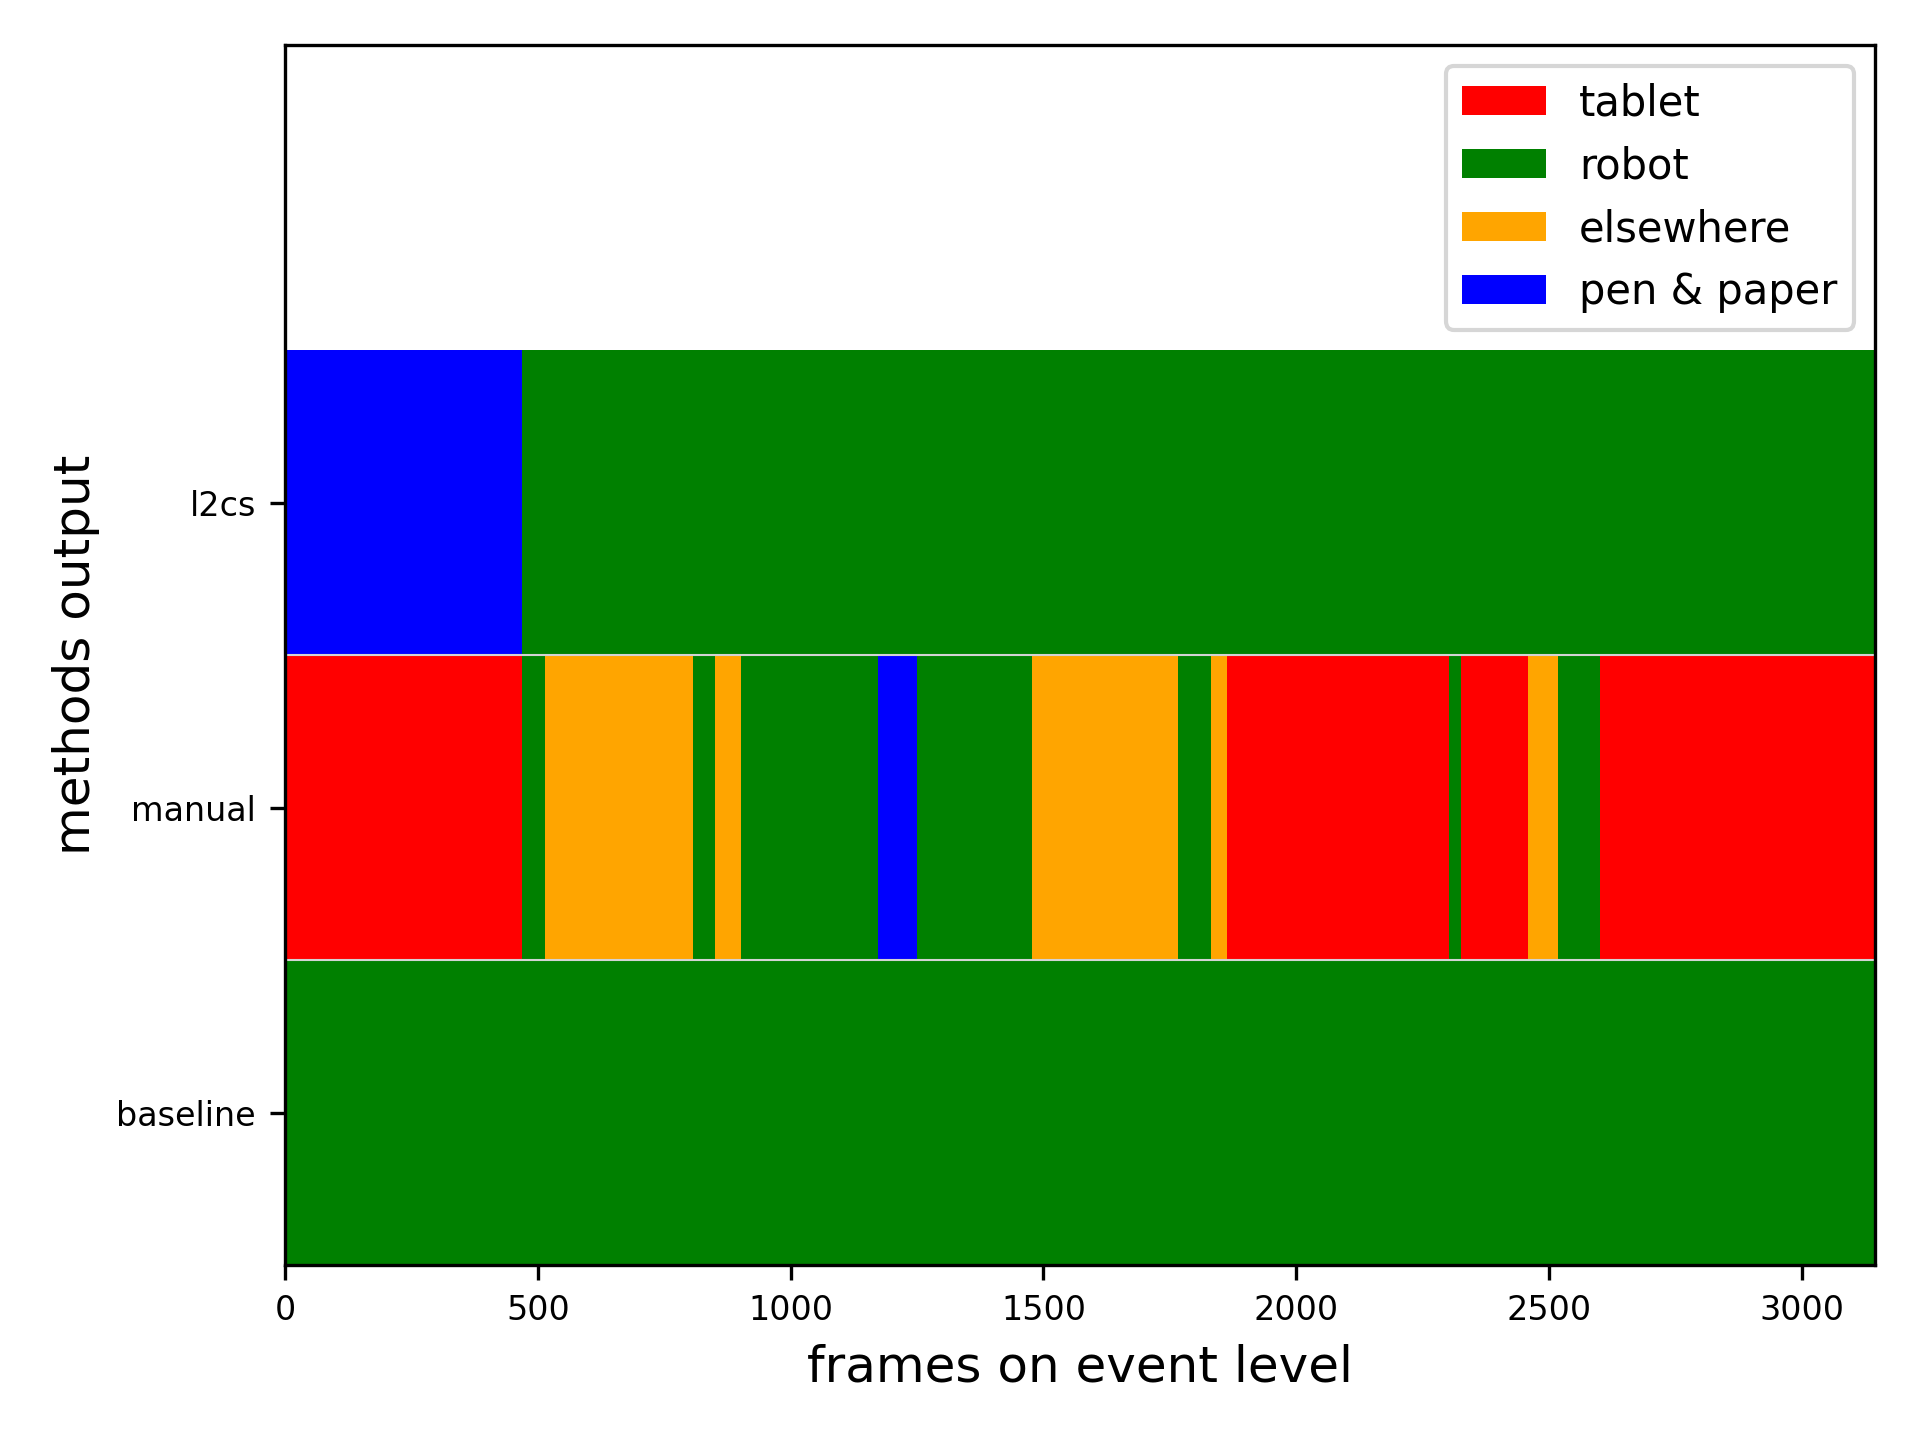 tablet
robot
elsewhere
pen & paper
methods output
l2cs
manual
baseline
0 500 1000 1500 2000 2500 3000
frames on event level